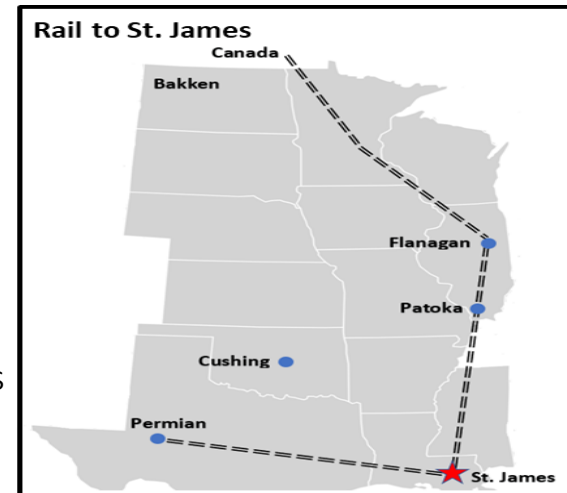 Rail to St. James
Canada
Bakken
Flanagan
Patoka
Cushing
s
Permian
St. James